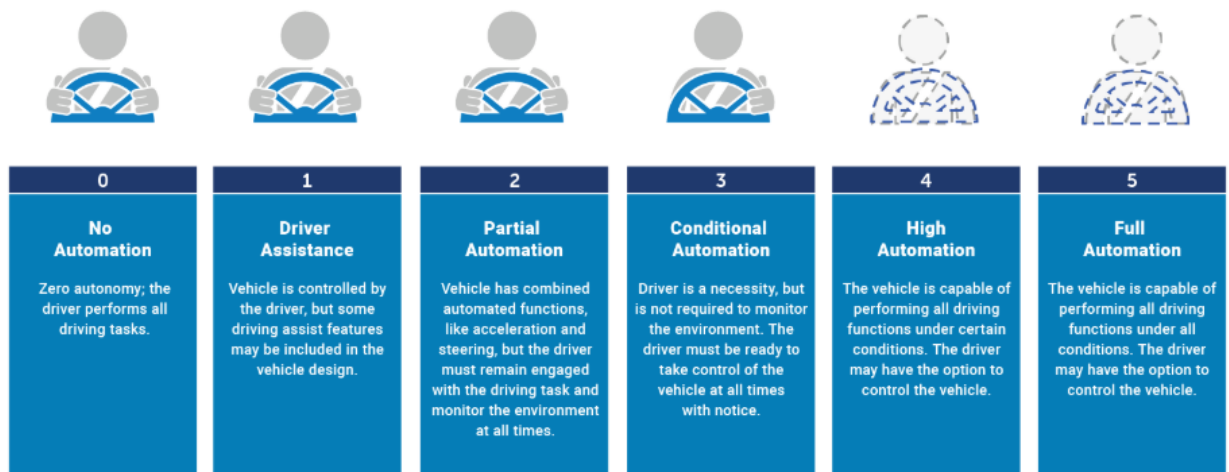 0
No
Automation
Zero autonomy; the
driver performs all
driving tasks.
1
Driver
Assistance
Vehicle is controlled by
the driver, but some
driving assist features
may be included in the
vehicle design.
2
Partial
Automation
Vehicle has combined
automated functions,
like acceleration and
steering, but the driver
must remain engaged
with the driving task and
monitor the environment
at all times.
3
Conditional
Automation
Driver is a necessity, but
is not required to monitor
the environment. The
driver must be ready to
take control of the
vehicle at all times
with notice.
4
High
Automation
The vehicle is capable of
performing all driving
functions under certain
conditions. The driver
may have the option to
control the vehicle.
5
Full
Automation
The vehicle is capable of
performing all driving
functions under all
conditions. The driver
may have the option to
control the vehicle.